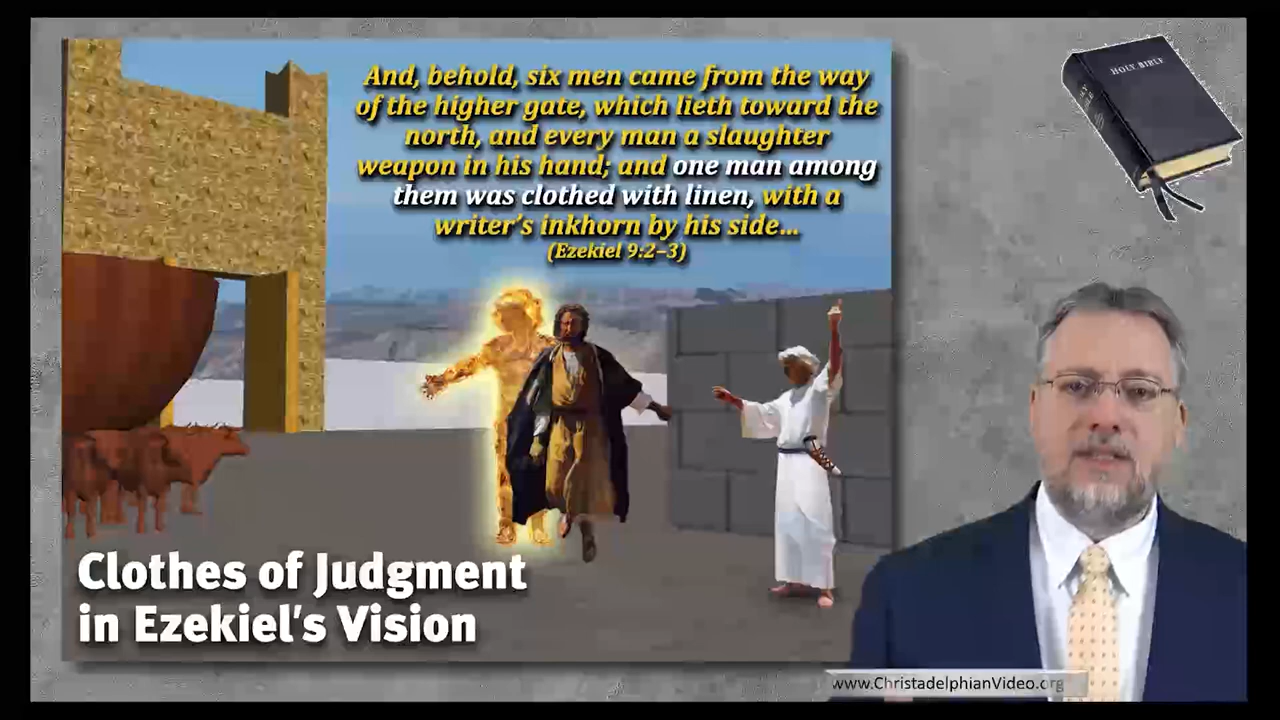 And, behold, six men came from the way
of the higher gate, which lieth toward the
north, and every man a slaughter
weapon in his hand; and one man among
them was clothed with linen, with a
writer's inkhorn by his side...
(Ezekiel 9:2–3)
HOLY BIBLE
Clothes of Judgment
in Ezekiel's Vision
www.ChristadelphianVideo.org